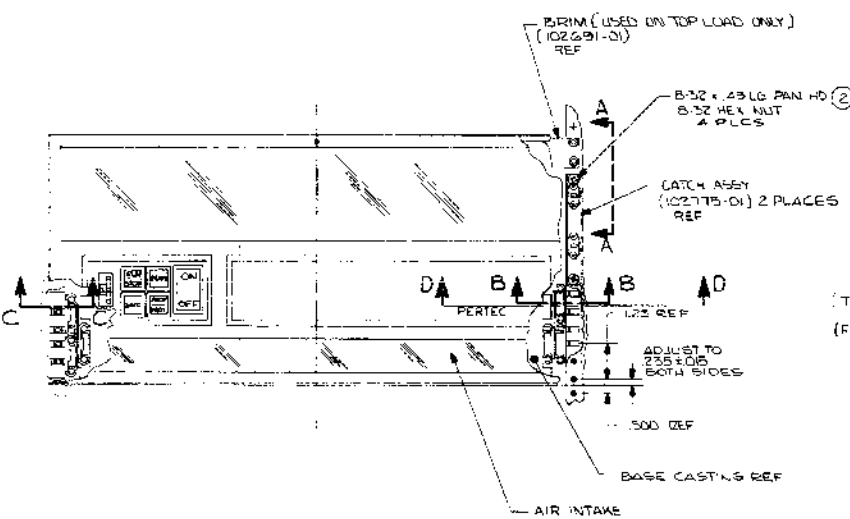 BRIM (USED ON TOP LOAD ONLY)
(102691-01)
REF
8-32 x .43 LG PAN HD 2
8-32 HEX NUT
4 PLCS
A
CATCH ASSY
(102775-01) 2 PLACES
REF
A
ON
OFF
SAFE
D
B
B
D
C
C
PERTEC
1.23 REF
(T
(F
ADJUST TO
.235 ±.015
BOTH SIDES
.500 REF
BASE CASTING REF
AIR INTAKE